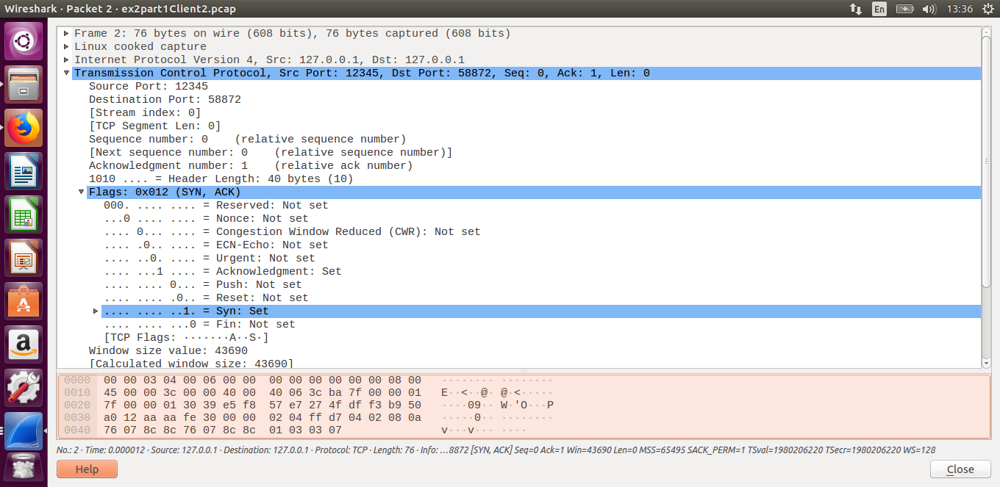 Wireshark · Packet 2 · ex2part1Client2.pcap
En
13:36
Frame 2: 76 bytes on wire (608 bits), 76 bytes captured (608 bits)
Linux cooked capture
Internet Protocol Version 4, Src: 127.0.0.1, Dst: 127.0.0.1
Transmission Control Protocol, Src Port: 12345, Dst Port: 58872, Seq: 0, Ack: 1, Len: 0
Source Port: 12345
Destination Port: 58872
[Stream index: 0]
[TCP Segment Len: 0]
Sequence number: 0    (relative sequence number)
[Next sequence number: 0    (relative sequence number)]
Acknowledgment number: 1    (relative ack number)
1010 .... = Header Length: 40 bytes (10)
Flags: 0x012 (SYN, ACK)
000. .... .... = Reserved: Not set
...0 .... .... = Nonce: Not set
.... 0... .... = Congestion Window Reduced (CWR): Not set
.... .0.. .... = ECN-Echo: Not set
.... ..0. .... = Urgent: Not set
.... ...1 .... = Acknowledgment: Set
.... .... 0... = Push: Not set
.... .... .0.. = Reset: Not set
.... .... ..1. = Syn: Set
.... .... ...0 = Fin: Not set
[TCP Flags: ·······A··S·]
Window size value: 43690
[Calculated window size: 43690]
0000  00 00 03 04 00 06 00 00  00 00 00 00 00 00 08 00   ········ ········
0010  45 00 00 3c 00 00 40 00  40 06 3c ba 7f 00 00 01   E··<··@· @·<·····
0020  7f 00 00 01 30 39 e5 f8  57 e7 27 4f df f3 b9 50   ····09·· W·'O···P
0030  a0 12 aa aa fe 30 00 00  02 04 ff d7 04 02 08 0a   ·····0·· ········
0040  76 07 8c 8c 76 07 8c 8c  01 03 03 07               v···v··· ····
No.: 2 · Time: 0.000012 · Source: 127.0.0.1 · Destination: 127.0.0.1 · Protocol: TCP · Length: 76 · Info: …8872 [SYN, ACK] Seq=0 Ack=1 Win=43690 Len=0 MSS=65495 SACK_PERM=1 TSval=1980206220 TSecr=1980206220 WS=128
Help
Close